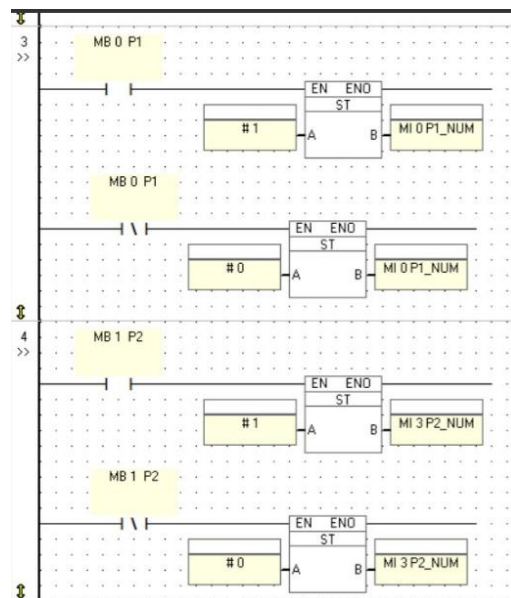 3
>>
MB 0 P1
EN ENO
ST
# 1
A B
MI 0 P1_NUM
MB 0 P1
EN ENO
ST
# 0
A B
MI 0 P1_NUM
4
>>
MB 1 P2
EN ENO
ST
# 1
A B
MI 3 P2_NUM
MB 1 P2
EN ENO
ST
# 0
A B
MI 3 P2_NUM